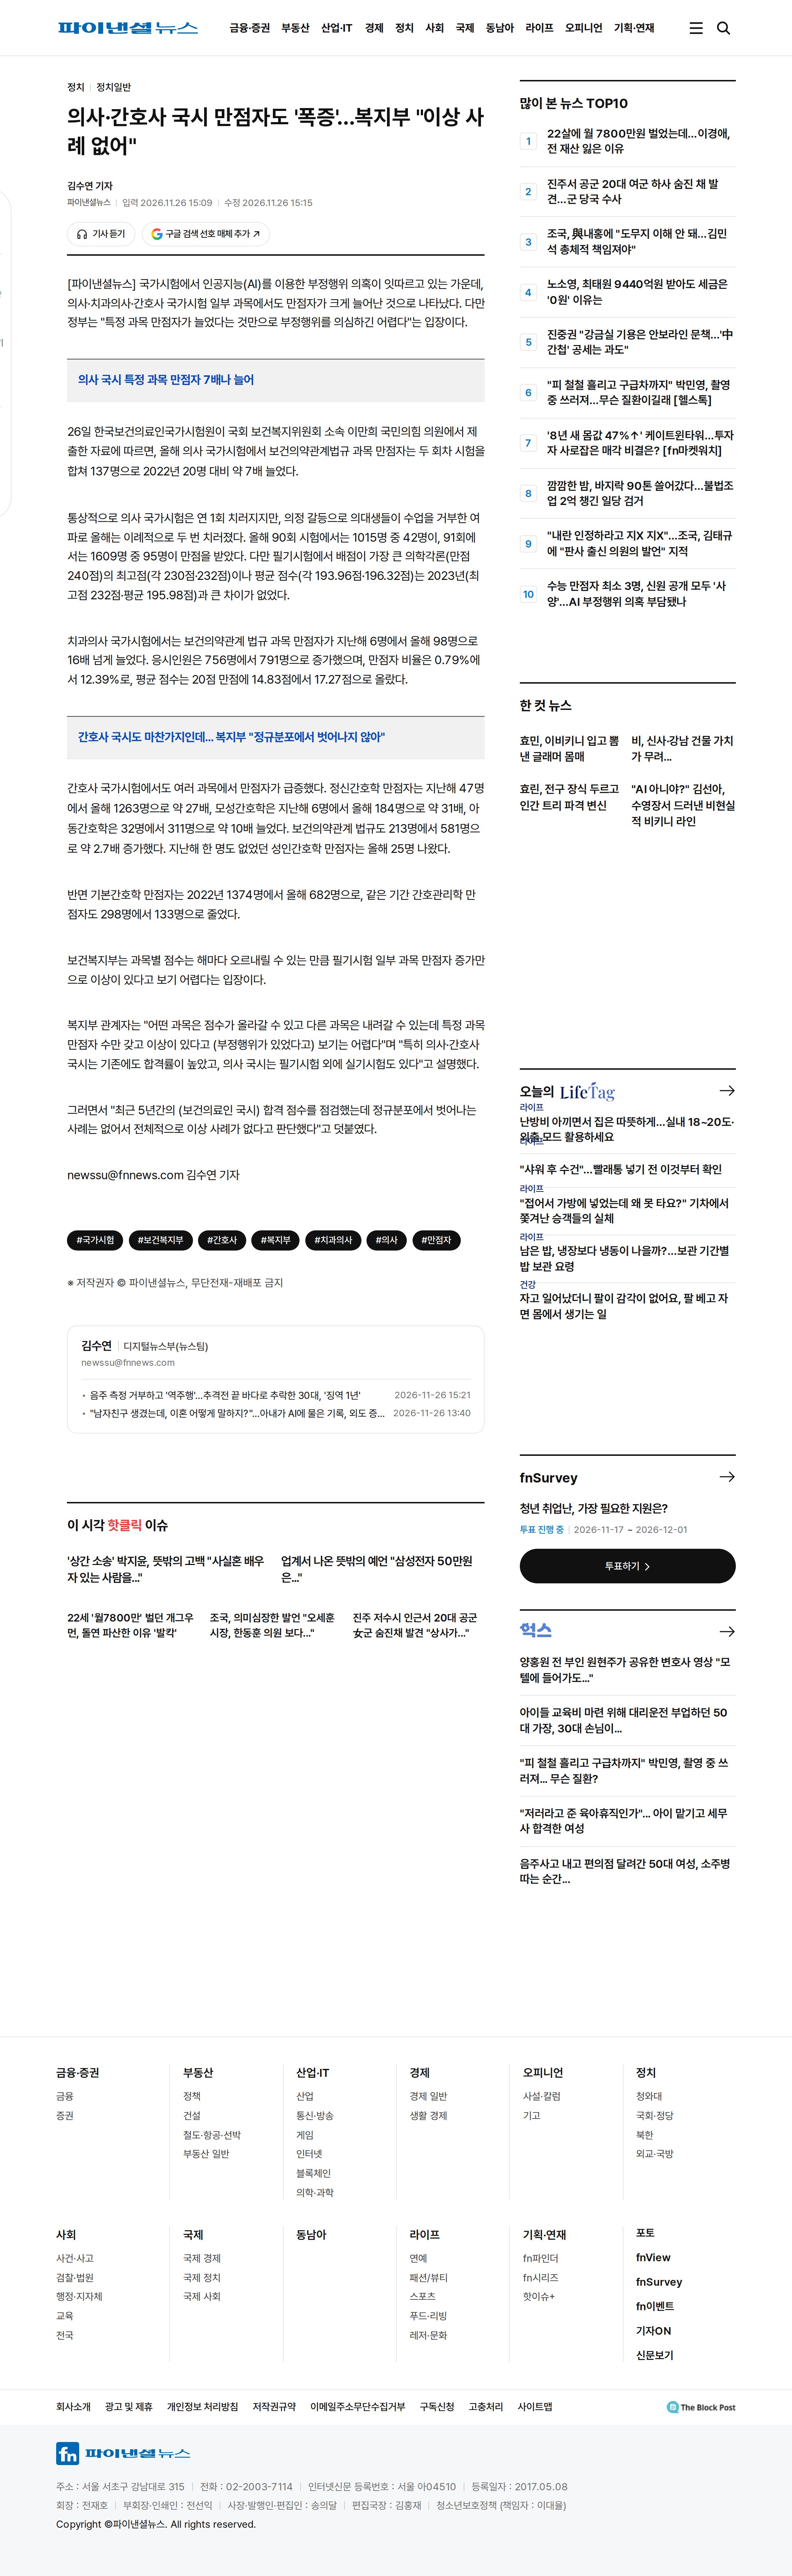 파이낸셜뉴스
금융·증권 부동산 산업·IT 경제 정치 사회 국제 동남아 라이프 오피니언 기획·연재
정치 | 정치일반
의사·간호사 국시 만점자도 '폭증'…복지부 "이상 사
례 없어"
김수연 기자
파이낸셜뉴스 | 입력 2026.11.26 15:09 | 수정 2026.11.26 15:15
기사 듣기 구글 검색 선호 매체 추가
[파이낸셜뉴스] 국가시험에서 인공지능(AI)를 이용한 부정행위 의혹이 잇따르고 있는 가운데,
의사·치과의사·간호사 국가시험 일부 과목에서도 만점자가 크게 늘어난 것으로 나타났다. 다만
정부는 "특정 과목 만점자가 늘었다는 것만으로 부정행위를 의심하긴 어렵다"는 입장이다.
의사 국시 특정 과목 만점자 7배나 늘어
26일 한국보건의료인국가시험원이 국회 보건복지위원회 소속 이만희 국민의힘 의원에서 제
출한 자료에 따르면, 올해 의사 국가시험에서 보건의약관계법규 과목 만점자는 두 회차 시험을
합쳐 137명으로 2022년 20명 대비 약 7배 늘었다.
통상적으로 의사 국가시험은 연 1회 치러지지만, 의정 갈등으로 의대생들이 수업을 거부한 여
파로 올해는 이례적으로 두 번 치러졌다. 올해 90회 시험에서는 1015명 중 42명이, 91회에
서는 1609명 중 95명이 만점을 받았다. 다만 필기시험에서 배점이 가장 큰 의학각론(만점
240점)의 최고점(각 230점·232점)이나 평균 점수(각 193.96점·196.32점)는 2023년(최
고점 232점·평균 195.98점)과 큰 차이가 없었다.
치과의사 국가시험에서는 보건의약관계 법규 과목 만점자가 지난해 6명에서 올해 98명으로
16배 넘게 늘었다. 응시인원은 756명에서 791명으로 증가했으며, 만점자 비율은 0.79%에
서 12.39%로, 평균 점수는 20점 만점에 14.83점에서 17.27점으로 올랐다.
간호사 국시도 마찬가지인데... 복지부 "정규분포에서 벗어나지 않아"
간호사 국가시험에서도 여러 과목에서 만점자가 급증했다. 정신간호학 만점자는 지난해 47명
에서 올해 1263명으로 약 27배, 모성간호학은 지난해 6명에서 올해 184명으로 약 31배, 아
동간호학은 32명에서 311명으로 약 10배 늘었다. 보건의약관계 법규도 213명에서 581명으
로 약 2.7배 증가했다. 지난해 한 명도 없었던 성인간호학 만점자는 올해 25명 나왔다.
반면 기본간호학 만점자는 2022년 1374명에서 올해 682명으로, 같은 기간 간호관리학 만
점자도 298명에서 133명으로 줄었다.
보건복지부는 과목별 점수는 해마다 오르내릴 수 있는 만큼 필기시험 일부 과목 만점자 증가만
으로 이상이 있다고 보기 어렵다는 입장이다.
복지부 관계자는 "어떤 과목은 점수가 올라갈 수 있고 다른 과목은 내려갈 수 있는데 특정 과목
만점자 수만 갖고 이상이 있다고 (부정행위가 있었다고) 보기는 어렵다"며 "특히 의사·간호사
국시는 기존에도 합격률이 높았고, 의사 국시는 필기시험 외에 실기시험도 있다"고 설명했다.
그러면서 "최근 5년간의 (보건의료인 국시) 합격 점수를 점검했는데 정규분포에서 벗어나는
사례는 없어서 전체적으로 이상 사례가 없다고 판단했다"고 덧붙였다.
newssu@fnnews.com 김수연 기자
#국가시험 #보건복지부 #간호사 #복지부 #치과의사 #의사 #만점자
※ 저작권자 © 파이낸셜뉴스, 무단전재-재배포 금지
김수연 | 디지털뉴스부(뉴스팀)
newssu@fnnews.com
• 음주 측정 거부하고 '역주행'…추격전 끝 바다로 추락한 30대, '징역 1년' 2026-11-26 15:21
• "남자친구 생겼는데, 이혼 어떻게 말하지?"…아내가 AI에 물은 기록, 외도 증... 2026-11-26 13:40
이 시각 핫클릭 이슈
'상간 소송' 박지윤, 뜻밖의 고백 "사실혼 배우
자 있는 사람을..."
업계서 나온 뜻밖의 예언 "삼성전자 50만원
은..."
22세 '월7800만' 벌던 개그우
먼, 돌연 파산한 이유 '발칵'
조국, 의미심장한 발언 "오세훈
시장, 한동훈 의원 보다..."
진주 저수시 인근서 20대 공군
女군 숨진채 발견 "상사가..."
많이 본 뉴스 TOP10
1 22살에 월 7800만원 벌었는데…이경애,
전 재산 잃은 이유
2 진주서 공군 20대 여군 하사 숨진 채 발
견…군 당국 수사
3 조국, 與내홍에 "도무지 이해 안 돼…김민
석 총체적 책임져야"
4 노소영, 최태원 9440억원 받아도 세금은
'0원' 이유는
5 진중권 "강금실 기용은 안보라인 문책…'中
간첩' 공세는 과도"
6 "피 철철 흘리고 구급차까지" 박민영, 촬영
중 쓰러져…무슨 질환이길래 [헬스톡]
7 '8년 새 몸값 47%↑' 케이트윈타워…투자
자 사로잡은 매각 비결은? [fn마켓워치]
8 깜깜한 밤, 바지락 90톤 쓸어갔다…불법조
업 2억 챙긴 일당 검거
9 "내란 인정하라고 지X 지X"…조국, 김태규
에 "판사 출신 의원의 발언" 지적
10 수능 만점자 최소 3명, 신원 공개 모두 '사
양'…AI 부정행위 의혹 부담됐나
한 컷 뉴스
효민, 이비키니 입고 뽐
낸 글래머 몸매
비, 신사·강남 건물 가치
가 무려...
효린, 전구 장식 두르고
인간 트리 파격 변신
"AI 아니야?" 김선아,
수영장서 드러낸 비현실
적 비키니 라인
오늘의 LifeTag
라이프
난방비 아끼면서 집은 따뜻하게…실내 18~20도·
외출 모드 활용하세요
라이프
"샤워 후 수건"…빨래통 넣기 전 이것부터 확인
라이프
"접어서 가방에 넣었는데 왜 못 타요?" 기차에서
쫓겨난 승객들의 실체
라이프
남은 밥, 냉장보다 냉동이 나을까?…보관 기간별
밥 보관 요령
건강
자고 일어났더니 팔이 감각이 없어요, 팔 베고 자
면 몸에서 생기는 일
fnSurvey
청년 취업난, 가장 필요한 지원은?
투표 진행 중 | 2026-11-17 ~ 2026-12-01
투표하기
억스
양홍원 전 부인 원현주가 공유한 변호사 영상 "모
텔에 들어가도..."
아이들 교육비 마련 위해 대리운전 부업하던 50
대 가장, 30대 손님이...
"피 철철 흘리고 구급차까지" 박민영, 촬영 중 쓰
러져... 무슨 질환?
"저러라고 준 육아휴직인가"... 아이 맡기고 세무
사 합격한 여성
음주사고 내고 편의점 달려간 50대 여성, 소주병
따는 순간...
금융·증권
금융
증권
부동산
정책
건설
철도·항공·선박
부동산 일반
산업·IT
산업
통신·방송
게임
인터넷
블록체인
의학·과학
경제
경제 일반
생활 경제
오피니언
사설·칼럼
기고
정치
청와대
국회·정당
북한
외교·국방
사회
사건·사고
검찰·법원
행정·지자체
교육
전국
국제
국제 경제
국제 정치
국제 사회
동남아
라이프
연예
패션/뷰티
스포츠
푸드·리빙
레저·문화
기획·연재
fn파인더
fn시리즈
핫이슈+
포토
fnView
fnSurvey
fn이벤트
기자ON
신문보기
회사소개 광고 및 제휴 개인정보 처리방침 저작권규약 이메일주소무단수집거부 구독신청 고충처리 사이트맵
The Block Post
fn 파이낸셜뉴스
주소 : 서울 서초구 강남대로 315 | 전화 : 02-2003-7114 | 인터넷신문 등록번호 : 서울 아04510 | 등록일자 : 2017.05.08
회장 : 전재호 | 부회장·인쇄인 : 전선익 | 사장·발행인·편집인 : 송의달 | 편집국장 : 김홍재 | 청소년보호정책 (책임자 : 이대율)
Copyright ©파이낸셜뉴스. All rights reserved.